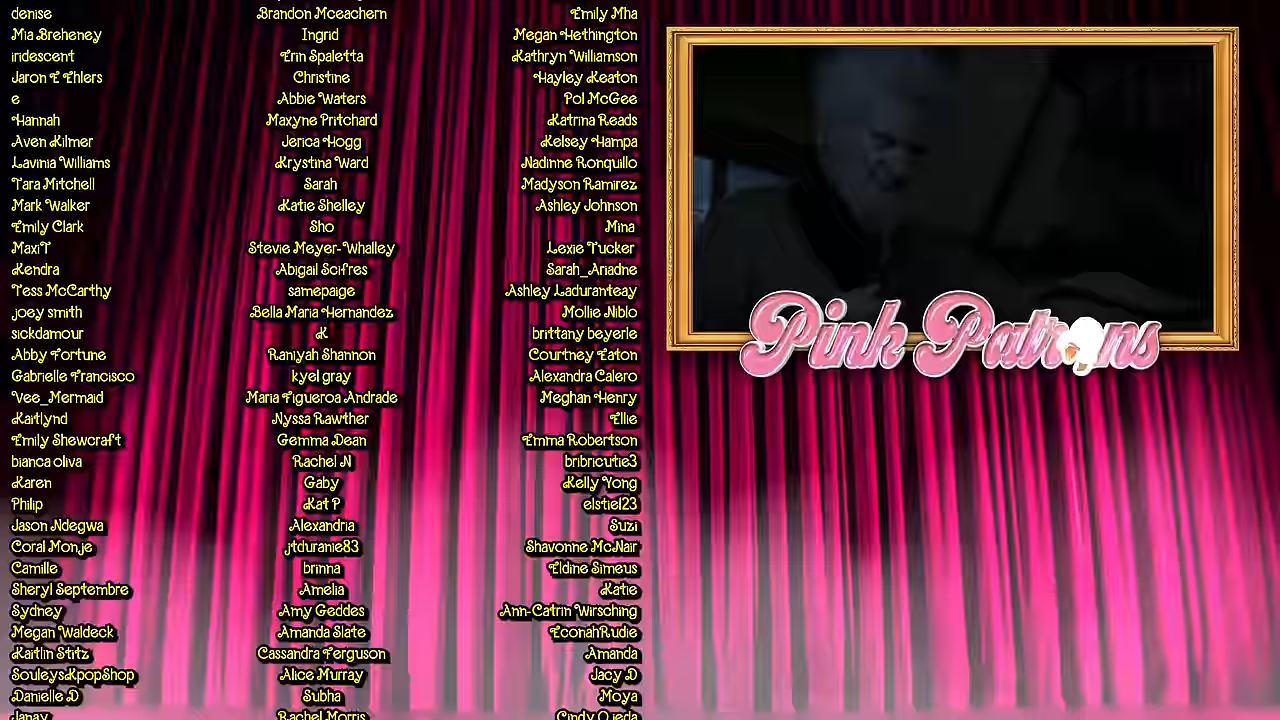 denise
Mia Breheney
iridescent
Jaron E Ehlers
e
Hannah
Aven Kilmer
Lavinia Williams
Tara Mitchell
Mark Walker
Emily Clark
MaxiT
Kendra
Tess McCarthy
joey smith
sickdamour
Abby Fortune
Gabrielle Francisco
Vee_Mermaid
Kaitlynd
Emily Shewcraft
bianca oliva
Karen
Philip
Jason Ndegwa
Coral Monje
Camille
Sheryl Septembre
Sydney
Megan Waldeck
Kaitlin Stitz
SouleysKpopShop
Danielle D
Janay
Brandon Mceachern
Ingrid
Erin Spaletta
Christine
Abbie Waters
Maxyne Pritchard
Jerica Hogg
Krystina Ward
Sarah
Katie Shelley
Sho
Stevie Meyer-Whalley
Abigail Scifres
samepaige
Bella Maria Hernandez
K
Raniyah Shannon
kyel gray
Maria Figueroa Andrade
Nyssa Rawther
Gemma Dean
Rachel N
Gaby
Kat P
Alexandria
jtduranie83
brinna
Amelia
Amy Geddes
Amanda Slate
Cassandra Ferguson
Alice Murray
Subha
Rachel Morris
Emily Mha
Megan Hethington
Kathryn Williamson
Hayley Keaton
Pol McGee
Katrina Reads
Kelsey Hampa
Nadinne Ronquillo
Madyson Ramirez
Ashley Johnson
Mina
Lexie Tucker
Sarah_Ariadne
Ashley Laduranteay
Mollie Niblo
brittany beyerle
Courtney Eaton
Alexandra Calero
Meghan Henry
Ellie
Emma Robertson
bribricutie3
Kelly Yong
elstiel23
Suzi
Shavonne McNair
Eldine Simeus
Katie
Ann-Catrin Wirsching
EconahRudie
Amanda
Jacy D
Moya
Cindy Ojeda
Pink Patrons